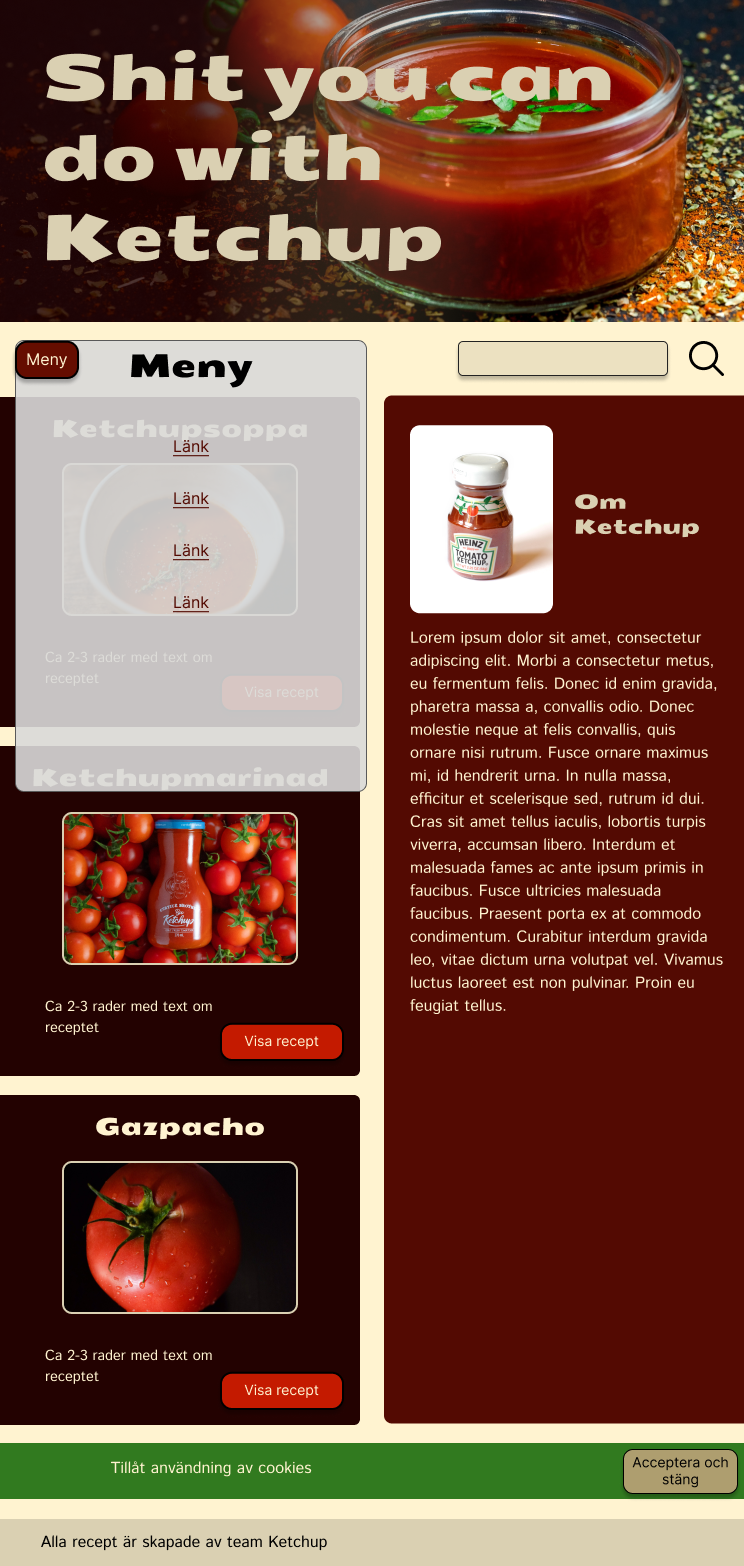 Shit you can
do with
Ketchup
Meny
Meny
Ketchupsoppa
Länk
Länk
Länk
Länk
Ca 2-3 rader med text om
receptet
Visa recept
Ketchupmarinad
Ketchup
Ca 2-3 rader med text om
receptet
Visa recept
Gazpacho
Ca 2-3 rader med text om
receptet
Visa recept
HEINZ
TOMATO
KETCHUP
Om
Ketchup
Lorem ipsum dolor sit amet, consectetur
adipiscing elit. Morbi a consectetur metus,
eu fermentum felis. Donec id enim gravida,
pharetra massa a, convallis odio. Donec
molestie neque at felis convallis, quis
ornare nisi rutrum. Fusce ornare maximus
mi, id hendrerit urna. In nulla massa,
efficitur et scelerisque sed, rutrum id dui.
Cras sit amet tellus iaculis, lobortis turpis
viverra, accumsan libero. Interdum et
malesuada fames ac ante ipsum primis in
faucibus. Fusce ultricies malesuada
faucibus. Praesent porta ex at commodo
condimentum. Curabitur interdum gravida
leo, vitae dictum urna volutpat vel. Vivamus
luctus laoreet est non pulvinar. Proin eu
feugiat tellus.
Tillåt användning av cookies
Acceptera och
stäng
Alla recept är skapade av team Ketchup